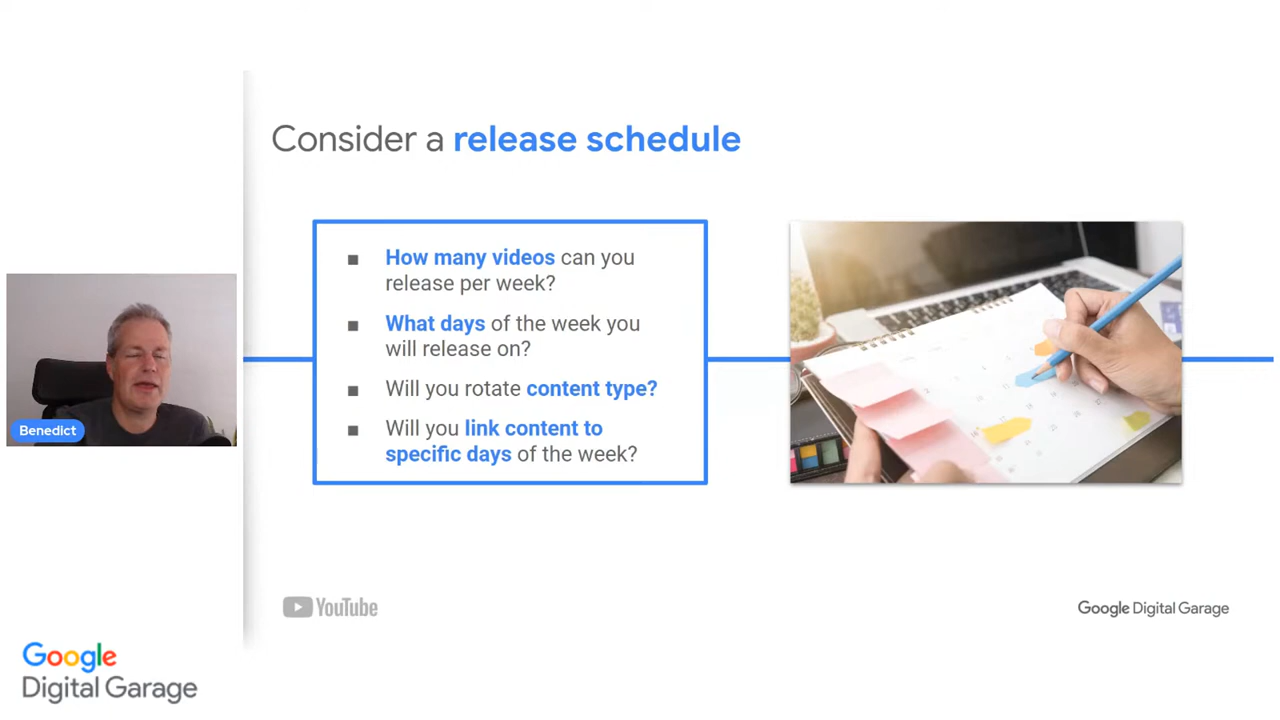 Consider a release schedule
How many videos can you
release per week?
What days of the week you
will release on?
Will you rotate content type?
Will you link content to
specific days of the week?
Benedict
YouTube
Google Digital Garage
Google
Digital Garage